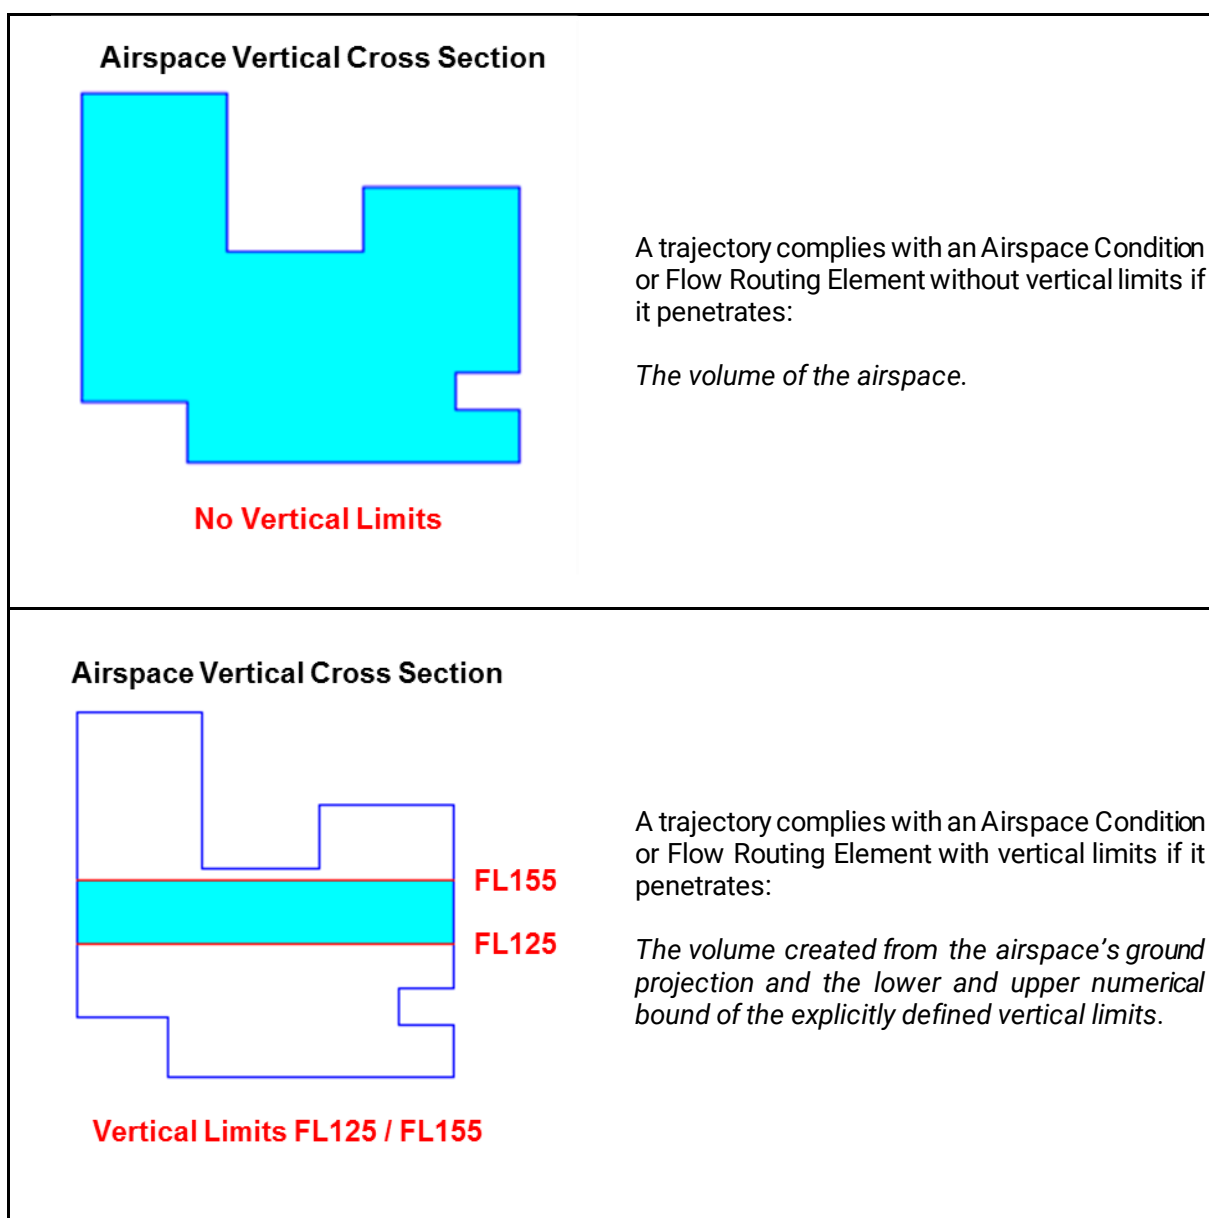 Airspace Vertical Cross Section
A trajectory complies with an Airspace Condition
or Flow Routing Element without vertical limits if
it penetrates:
The volume of the airspace.
No Vertical Limits
Airspace Vertical Cross Section
FL155
FL125
A trajectory complies with an Airspace Condition
or Flow Routing Element with vertical limits if it
penetrates:
The volume created from the airspace’s ground
projection and the lower and upper numerical
bound of the explicitly defined vertical limits.
Vertical Limits FL125 / FL155